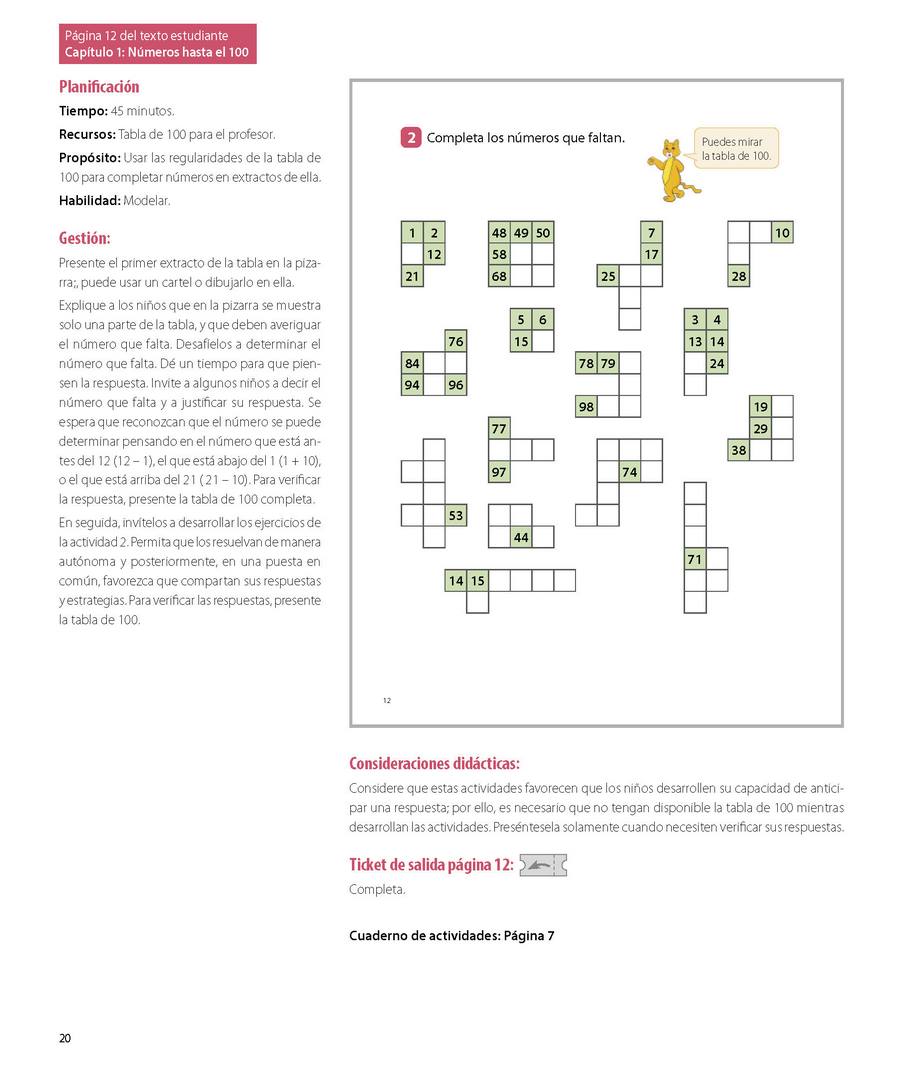 Página 12 del texto estudiante
Capítulo 1: Números hasta el 100
Planificación
Tiempo: 45 minutos.
Recursos: Tabla de 100 para el profesor.
Propósito: Usar las regularidades de la tabla de
100 para completar números en extractos de ella.
Habilidad: Modelar.
Gestión:
Presente el primer extracto de la tabla en la piza-
rra;, puede usar un cartel o dibujarlo en ella.
Explique a los niños que en la pizarra se muestra
solo una parte de la tabla, y que deben averiguar
el número que falta. Desafíelos a determinar el
número que falta. Dé un tiempo para que pien-
sen la respuesta. Invite a algunos niños a decir el
número que falta y a justificar su respuesta. Se
espera que reconozcan que el número se puede
determinar pensando en el número que está an-
tes del 12 (12 – 1), el que está abajo del 1 (1 + 10),
o el que está arriba del 21 ( 21 – 10). Para verificar
la respuesta, presente la tabla de 100 completa.
En seguida, invítelos a desarrollar los ejercicios de
la actividad 2. Permita que los resuelvan de manera
autónoma y posteriormente, en una puesta en
común, favorezca que compartan sus respuestas
y estrategias. Para verificar las respuestas, presente
la tabla de 100.
2 Completa los números que faltan.
Puedes mirar
la tabla de 100.
1 2 48 49 50 7 10
12 58 17
21 68 25 28
5 6 3 4
76 15 13 14
84 78 79 24
94 96
98 19
77 29
38
97 74
53
44
71
14 15
12
Consideraciones didácticas:
Considere que estas actividades favorecen que los niños desarrollen su capacidad de antici-
par una respuesta; por ello, es necesario que no tengan disponible la tabla de 100 mientras
desarrollan las actividades. Preséntesela solamente cuando necesiten verificar sus respuestas.
Ticket de salida página 12:
Completa.
Cuaderno de actividades: Página 7
20